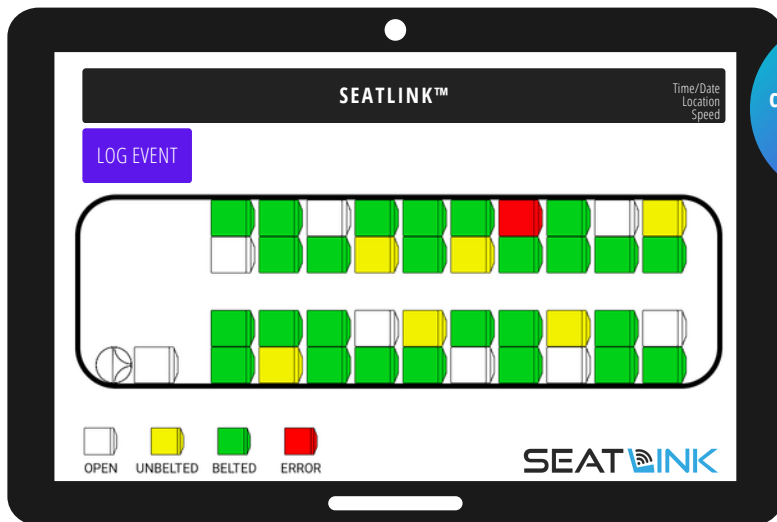 SEATLINK™
Time/Date
Location
Speed
LOG EVENT
OPEN UNBELTED BELTED ERROR
SEATLINK